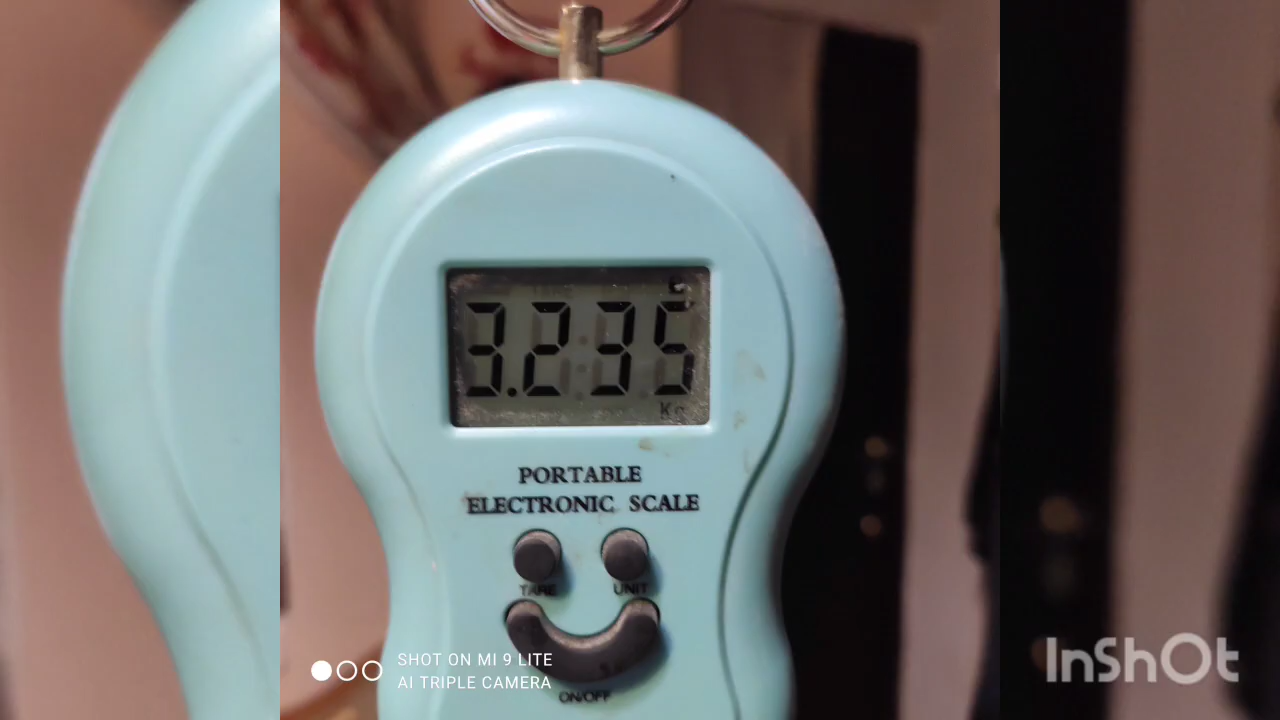 3.235
Kg
PORTABLE
ELECTRONIC SCALE
TARE UNIT
ON/OFF
SHOT ON MI 9 LITE
AI TRIPLE CAMERA
InShOt